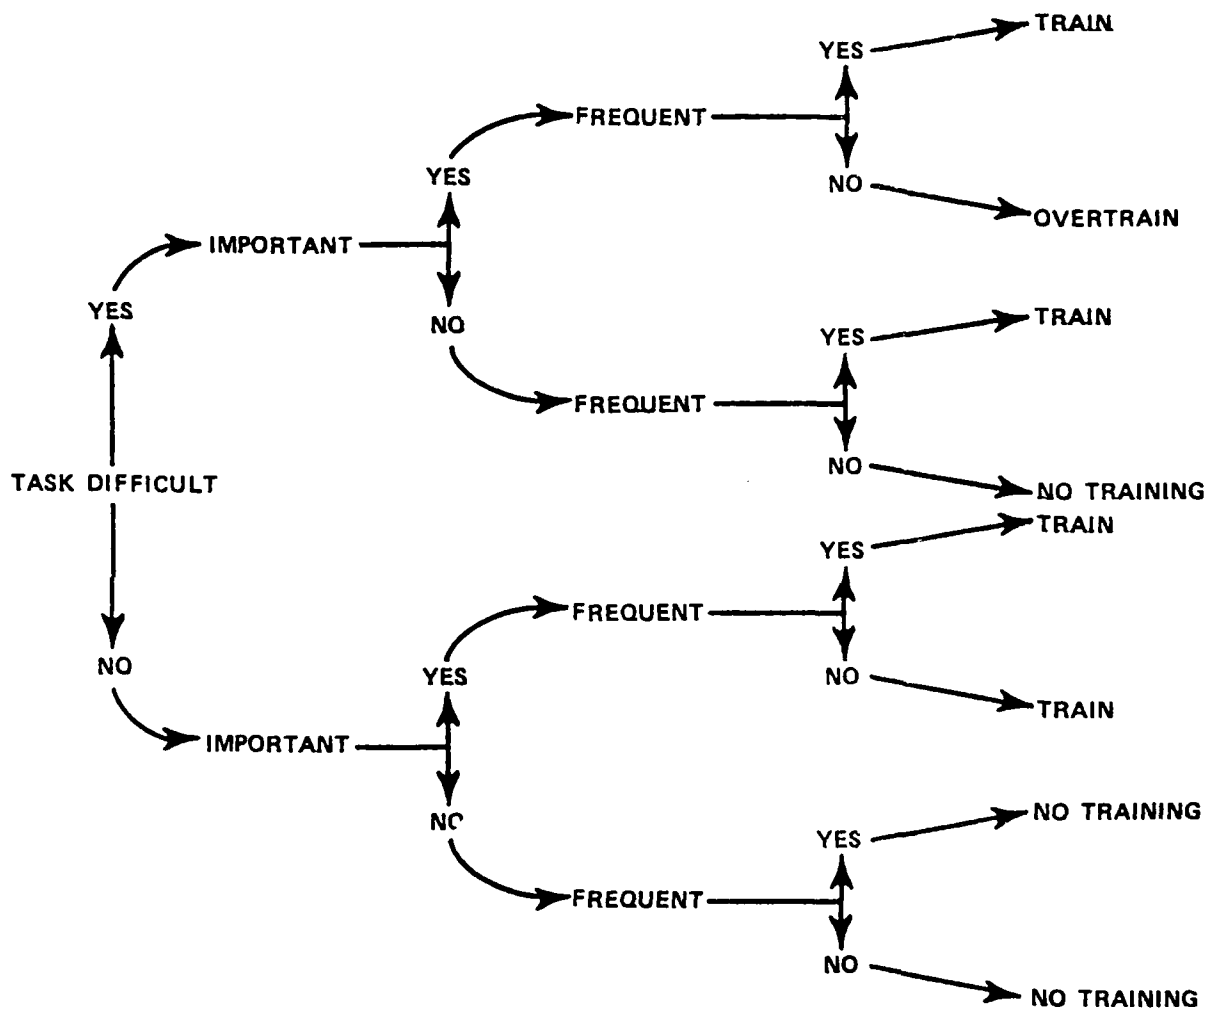 TRAIN
YES
FREQUENT
YES
NO
OVERTRAIN
IMPORTANT
YES
NO
TRAIN
YES
FREQUENT
NO
TASK DIFFICULT
NO TRAINING
TRAIN
YES
FREQUENT
YES
NO
NO
TRAIN
IMPORTANT
NO
NO TRAINING
YES
FREQUENT
NO
NO TRAINING